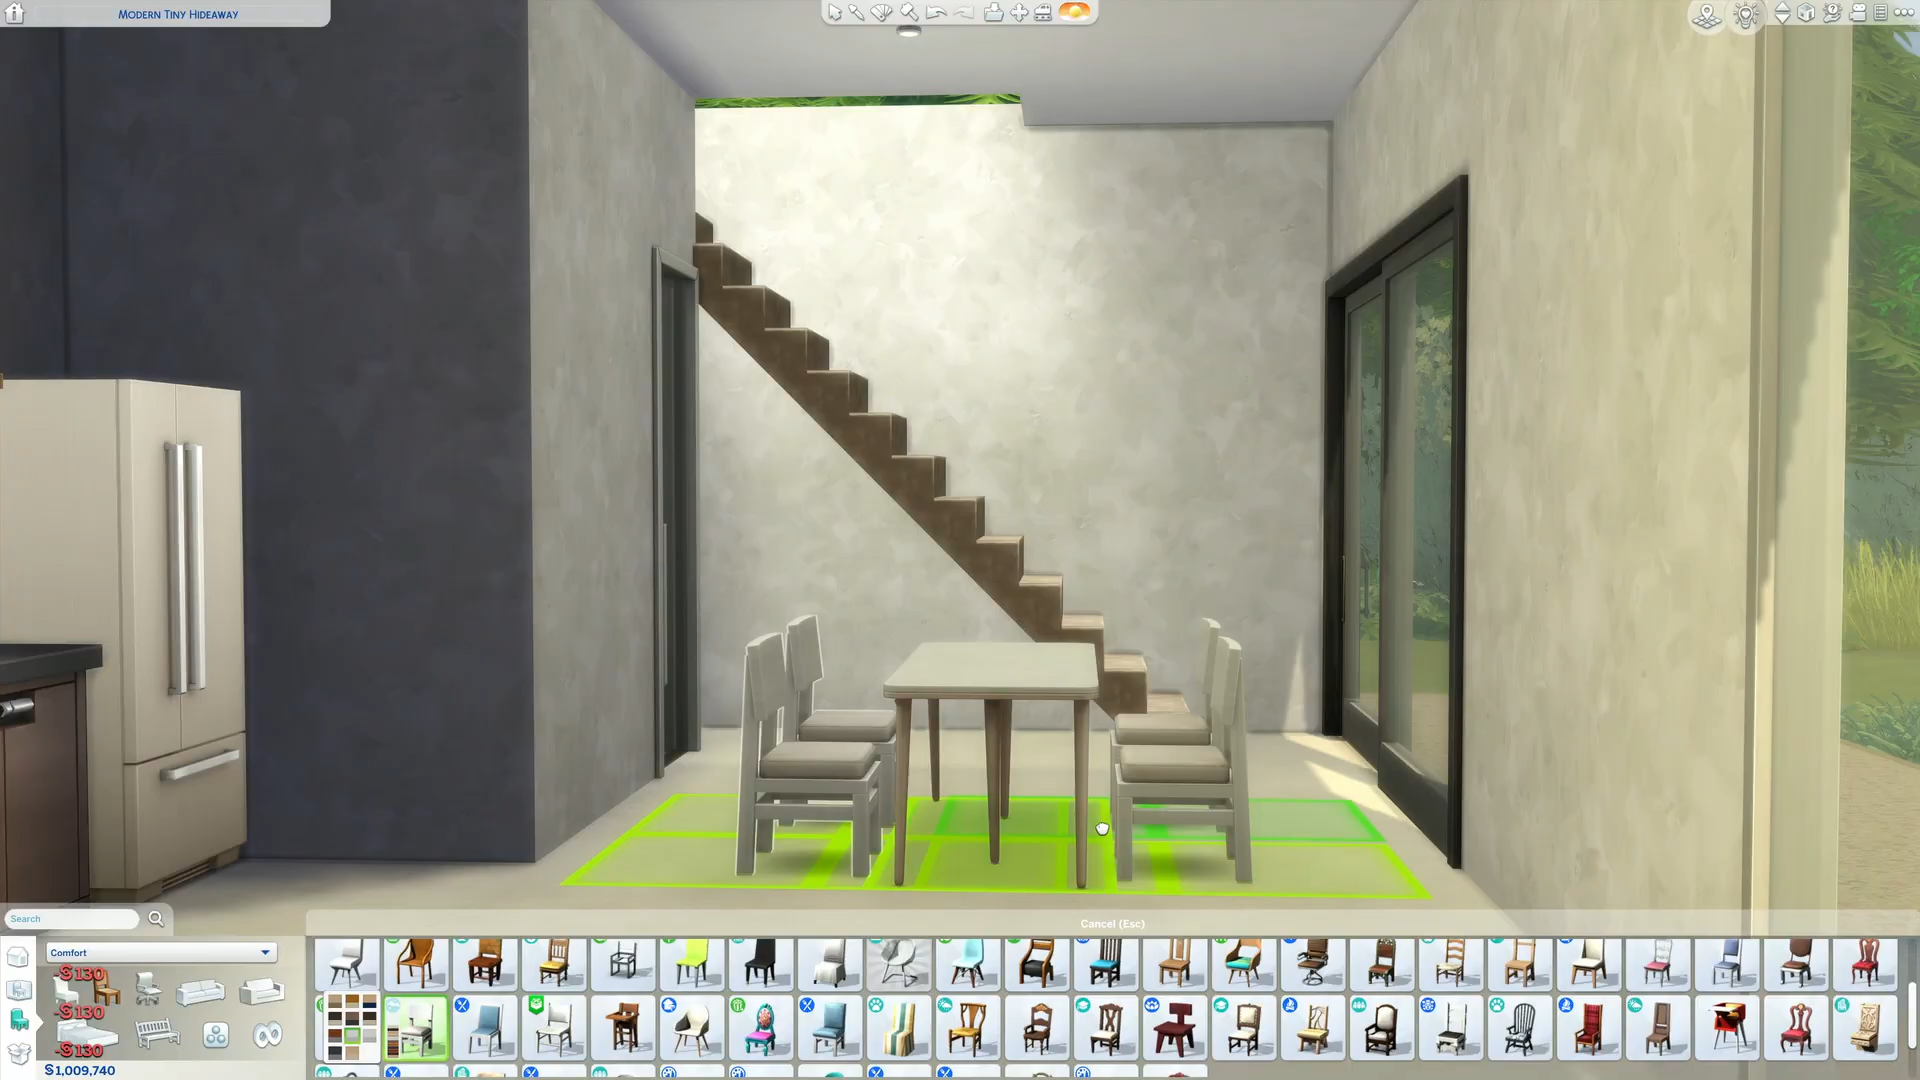 MODERN TINY HIDEAWAY
Cancel (Esc)
Search
Comfort
-§130
-§130
-§130
§1,009,740